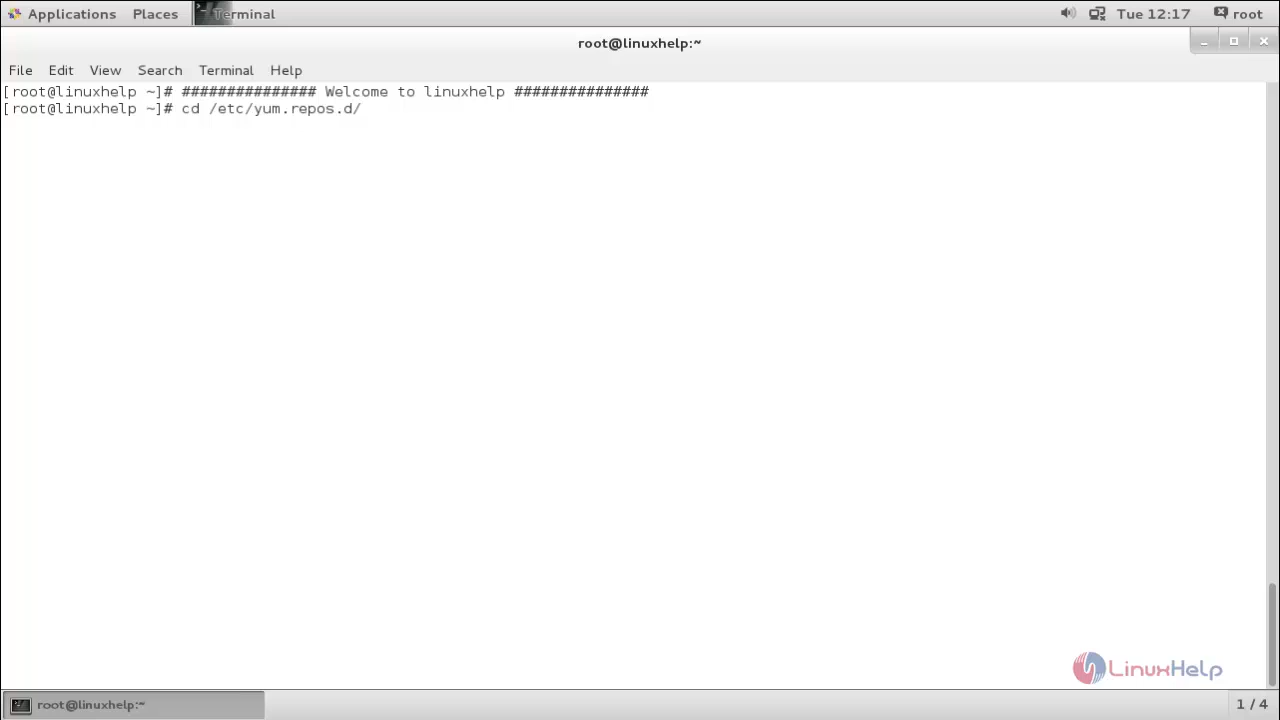 Applications Places Terminal Tue 12:17 root
root@linuxhelp:~
File Edit View Search Terminal Help
[root@linuxhelp ~]# ############### Welcome to linuxhelp ###############
[root@linuxhelp ~]# cd /etc/yum.repos.d/
LinuxHelp
root@linuxhelp:~ 1 / 4